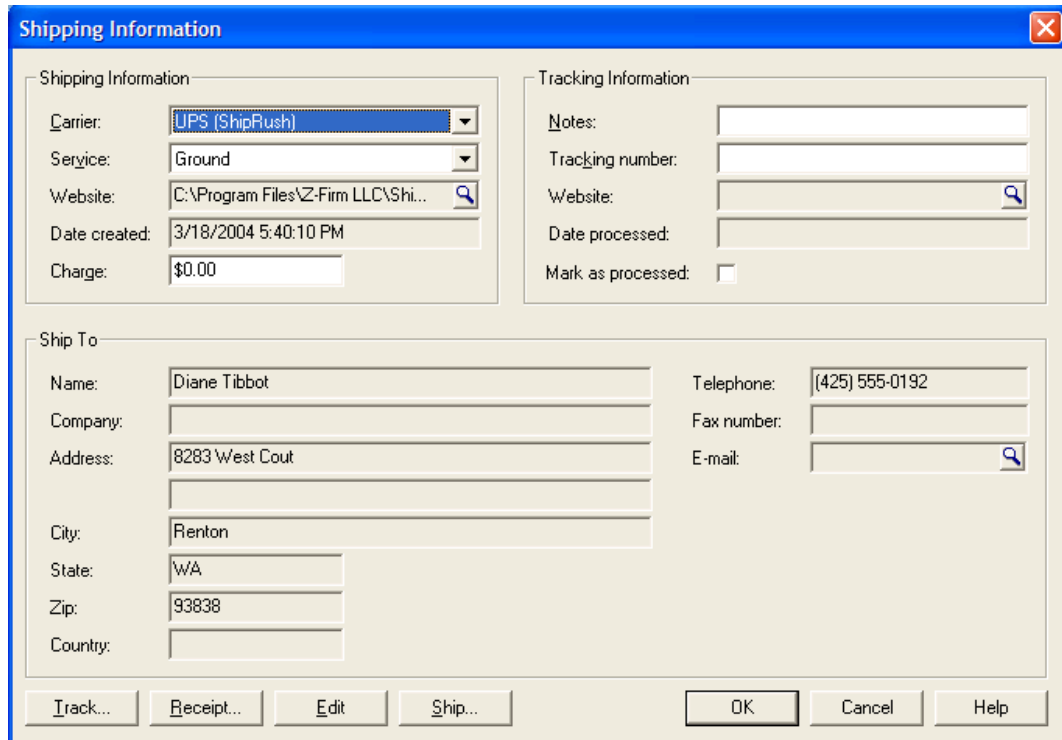 Shipping Information
Shipping Information
Carrier: UPS (ShipRush)
Service: Ground
Website: C:\Program Files\Z-Firm LLC\Shi...
Date created: 3/18/2004 5:40:10 PM
Charge: $0.00
Tracking Information
Notes:
Tracking number:
Website:
Date processed:
Mark as processed:
Ship To
Name: Diane Tibbot
Company:
Address: 8283 West Cout
City: Renton
State: WA
Zip: 93838
Country:
Telephone: (425) 555-0192
Fax number:
E-mail:
Track... Receipt... Edit Ship... OK Cancel Help